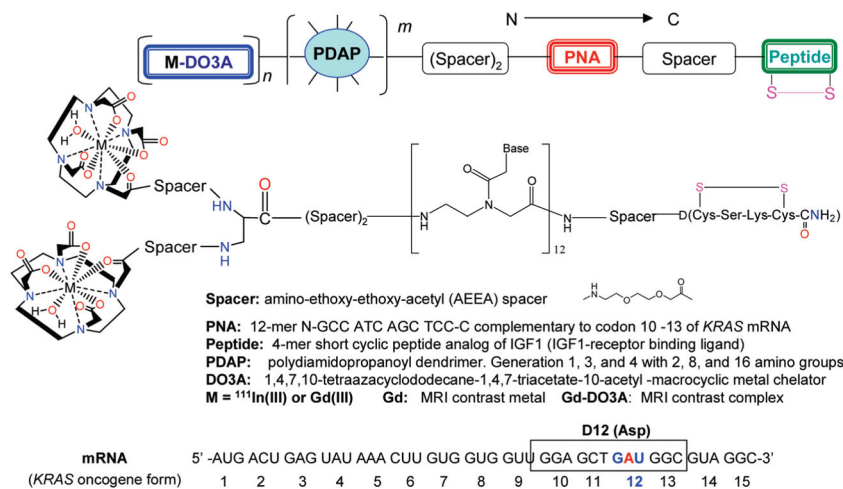 N C
M-DO3A n PDAP m (Spacer)2 PNA Spacer Peptide
S S
H O H N O O N M O N N O O Spacer
HN O Base O O S S
(Spacer)2 N H N N H Spacer D(Cys-Ser-Lys-Cys-CNH2)
O
12
Spacer N H
O O N N O M O N N H O H O O
Spacer: amino-ethoxy-ethoxy-acetyl (AEEA) spacer N H O O O
PNA: 12-mer N-GCC ATC AGC TCC-C complementary to codon 10 -13 of KRAS mRNA
Peptide: 4-mer short cyclic peptide analog of IGF1 (IGF1-receptor binding ligand)
PDAP: polydiamidopropanoyl dendrimer. Generation 1, 3, and 4 with 2, 8, and 16 amino groups
DO3A: 1,4,7,10-tetraazacyclododecane-1,4,7-triacetate-10-acetyl -macrocyclic metal chelator
M = 111In(III) or Gd(III) Gd: MRI contrast metal Gd-DO3A: MRI contrast complex
D12 (Asp)
mRNA 5' -AUG ACU GAG UAU AAA CUU GUG GUG GUU GGA GCT GAU GGC GUA GGC-3'
(KRAS oncogene form) 1 2 3 4 5 6 7 8 9 10 11 12 13 14 15